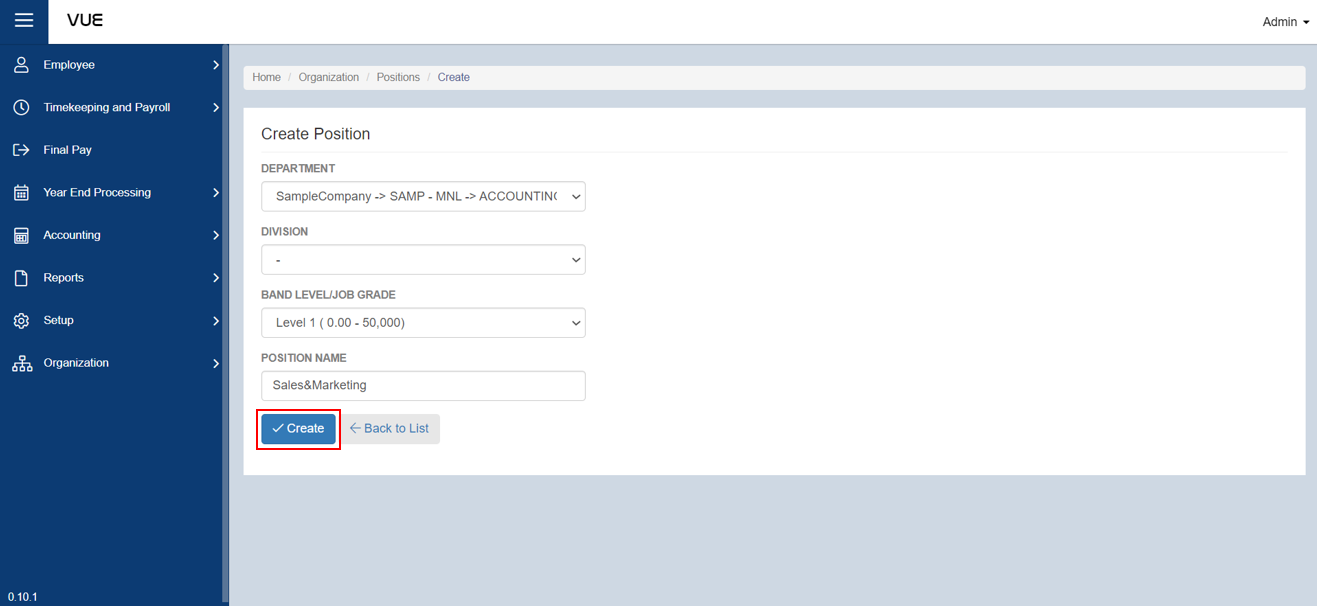 VUE
Admin
Employee
Timekeeping and Payroll
Final Pay
Year End Processing
Accounting
Reports
Setup
Organization
0.10.1
Home / Organization / Positions / Create
Create Position
DEPARTMENT
SampleCompany -> SAMP - MNL -> ACCOUNTING
DIVISION
-
BAND LEVEL/JOB GRADE
Level 1 ( 0.00 - 50,000)
POSITION NAME
Sales&Marketing
Create
Back to List